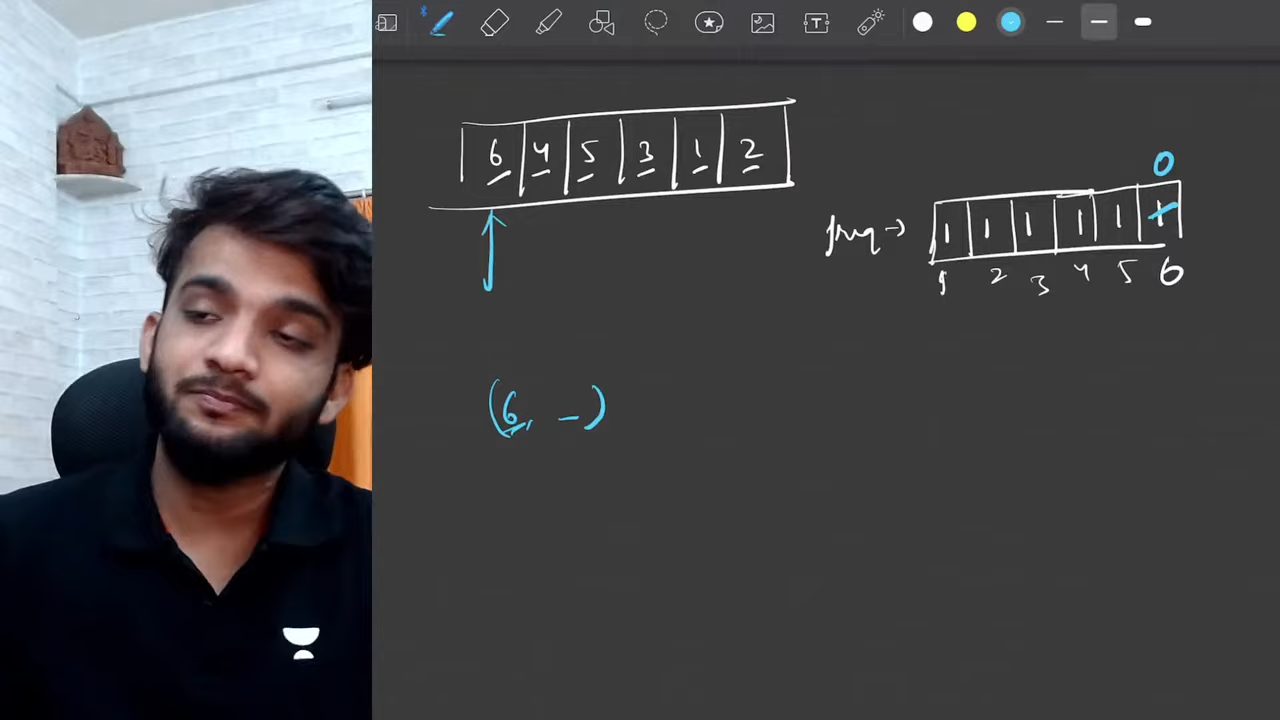 6 4 5 3 1 2
0
freq → 1 1 1 1 1 1
1 2 3 4 5 6
(6, _)
T